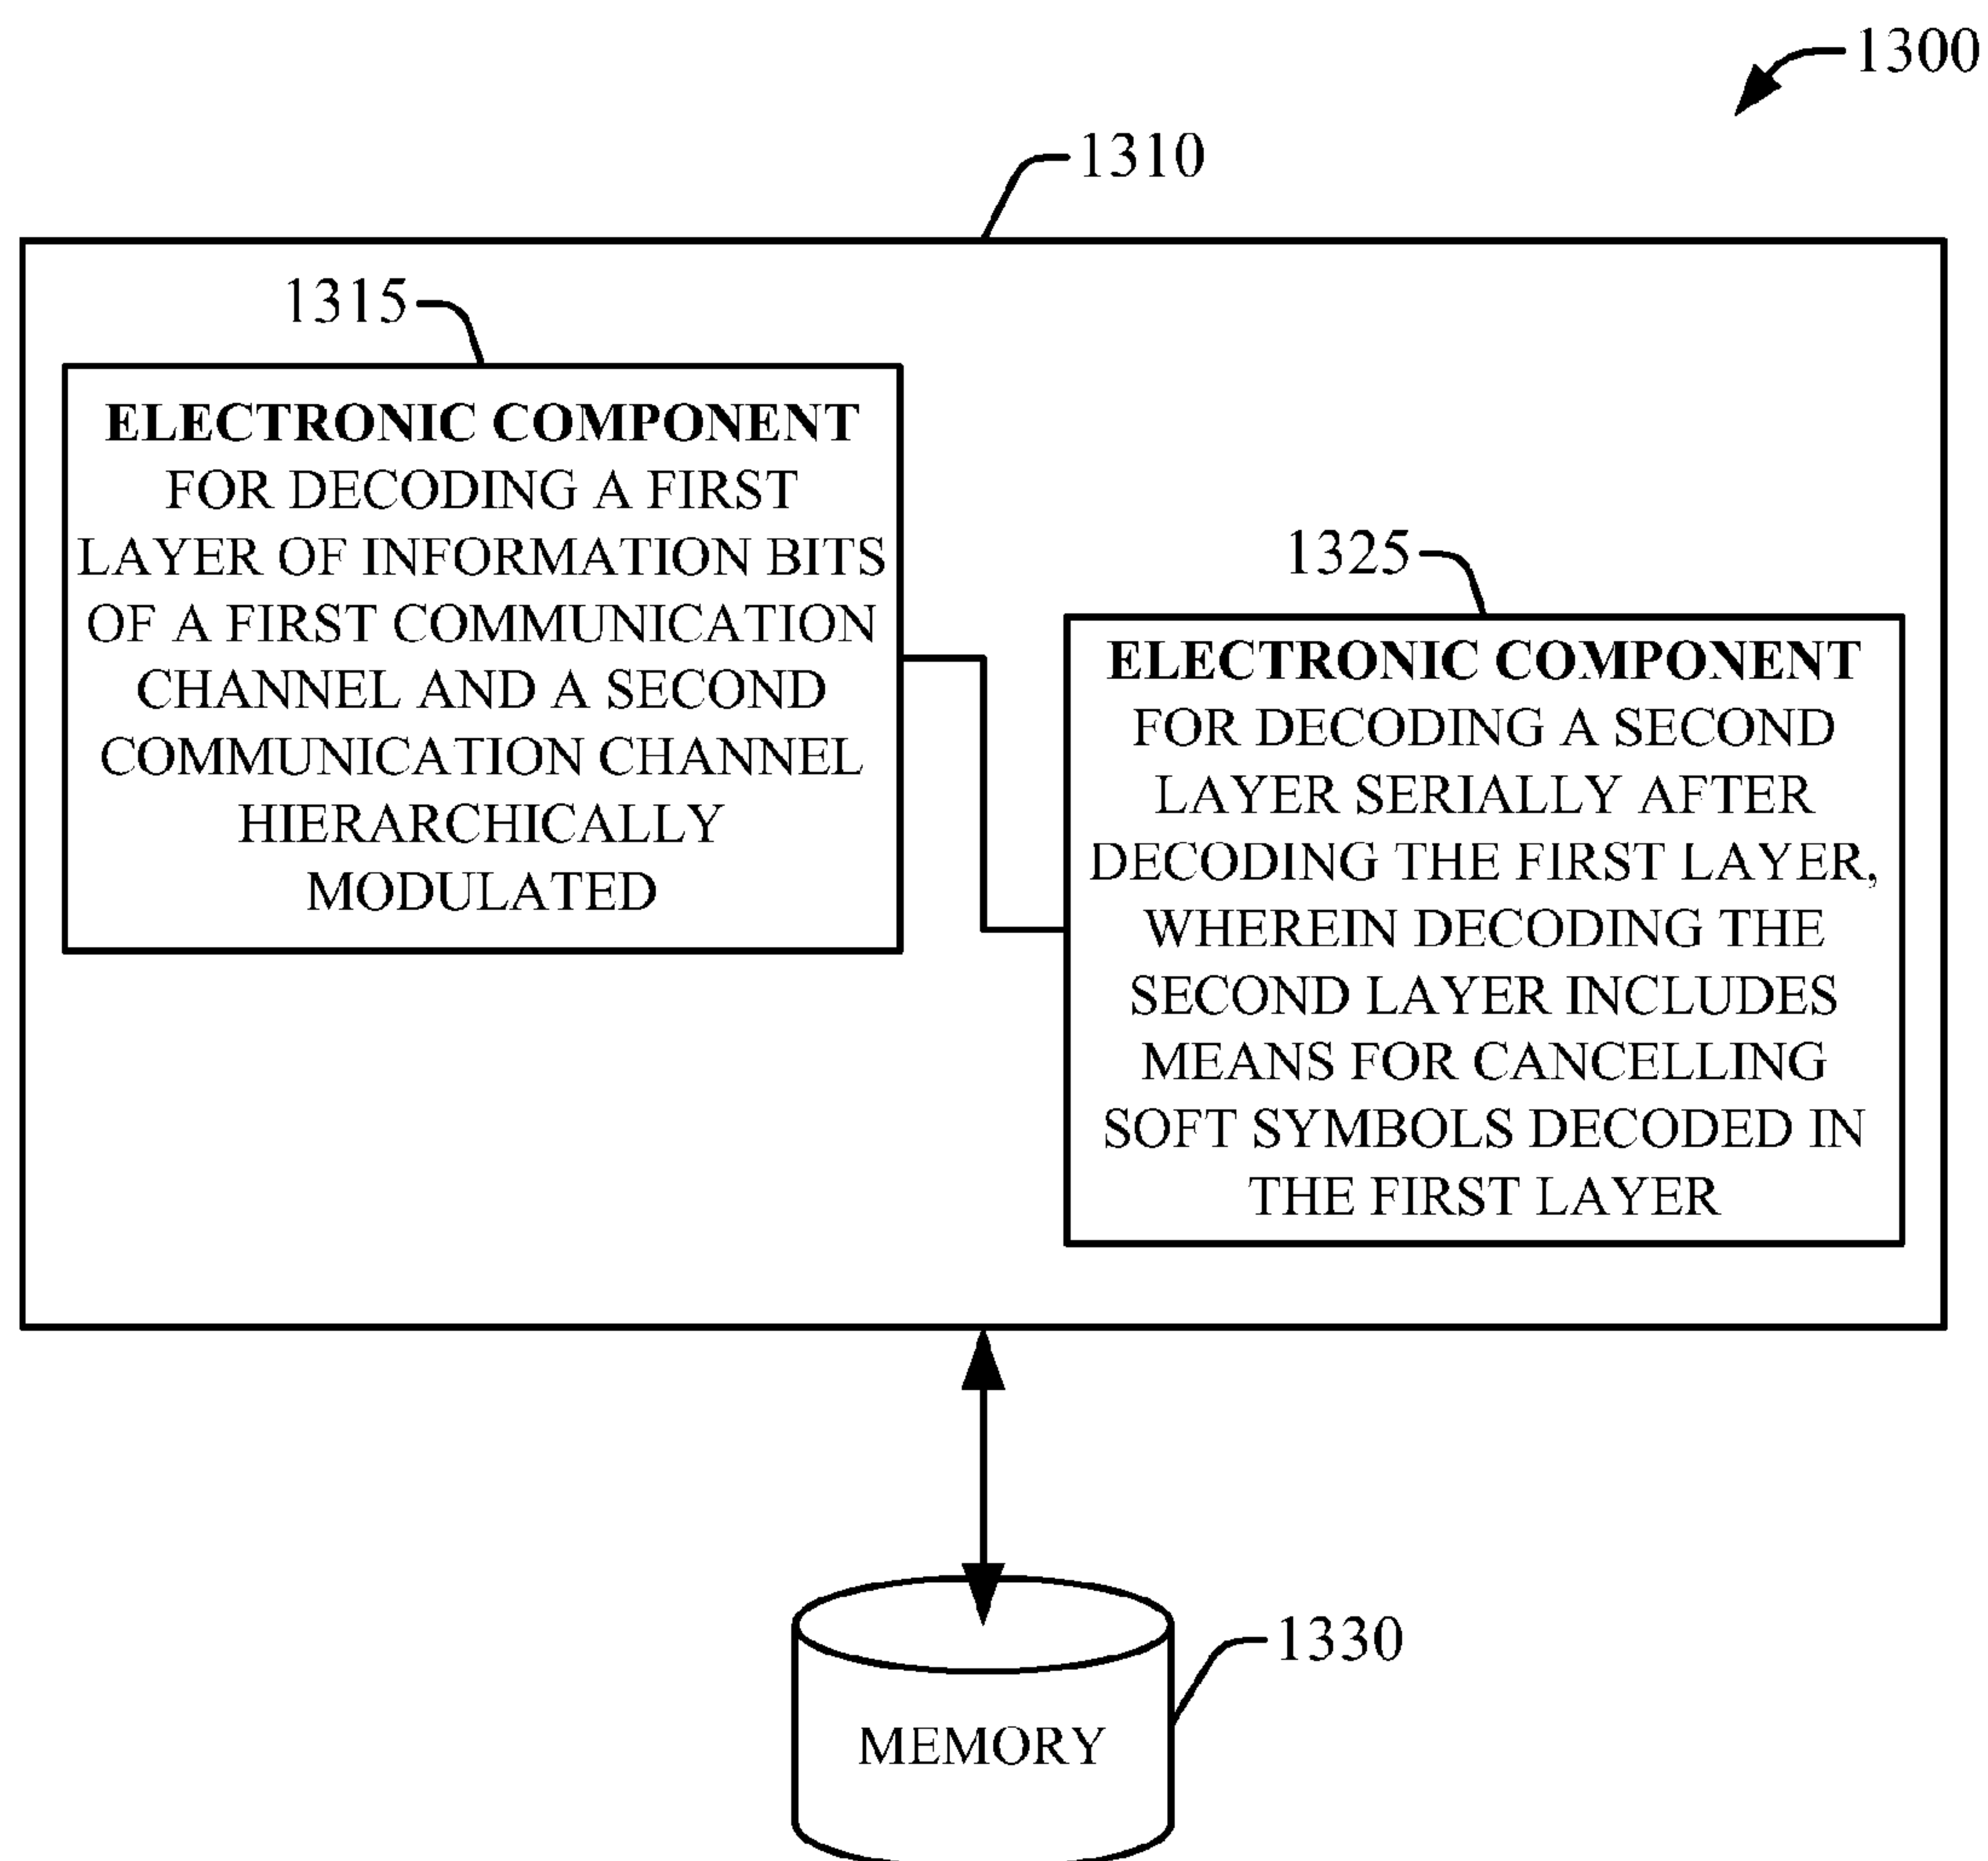 1300
1310
1315
ELECTRONIC COMPONENT
FOR DECODING A FIRST
LAYER OF INFORMATION BITS
OF A FIRST COMMUNICATION
CHANNEL AND A SECOND
COMMUNICATION CHANNEL
HIERARCHICALLY
MODULATED
1325
ELECTRONIC COMPONENT
FOR DECODING A SECOND
LAYER SERIALLY AFTER
DECODING THE FIRST LAYER,
WHEREIN DECODING THE
SECOND LAYER INCLUDES
MEANS FOR CANCELLING
SOFT SYMBOLS DECODED IN
THE FIRST LAYER
1330
MEMORY